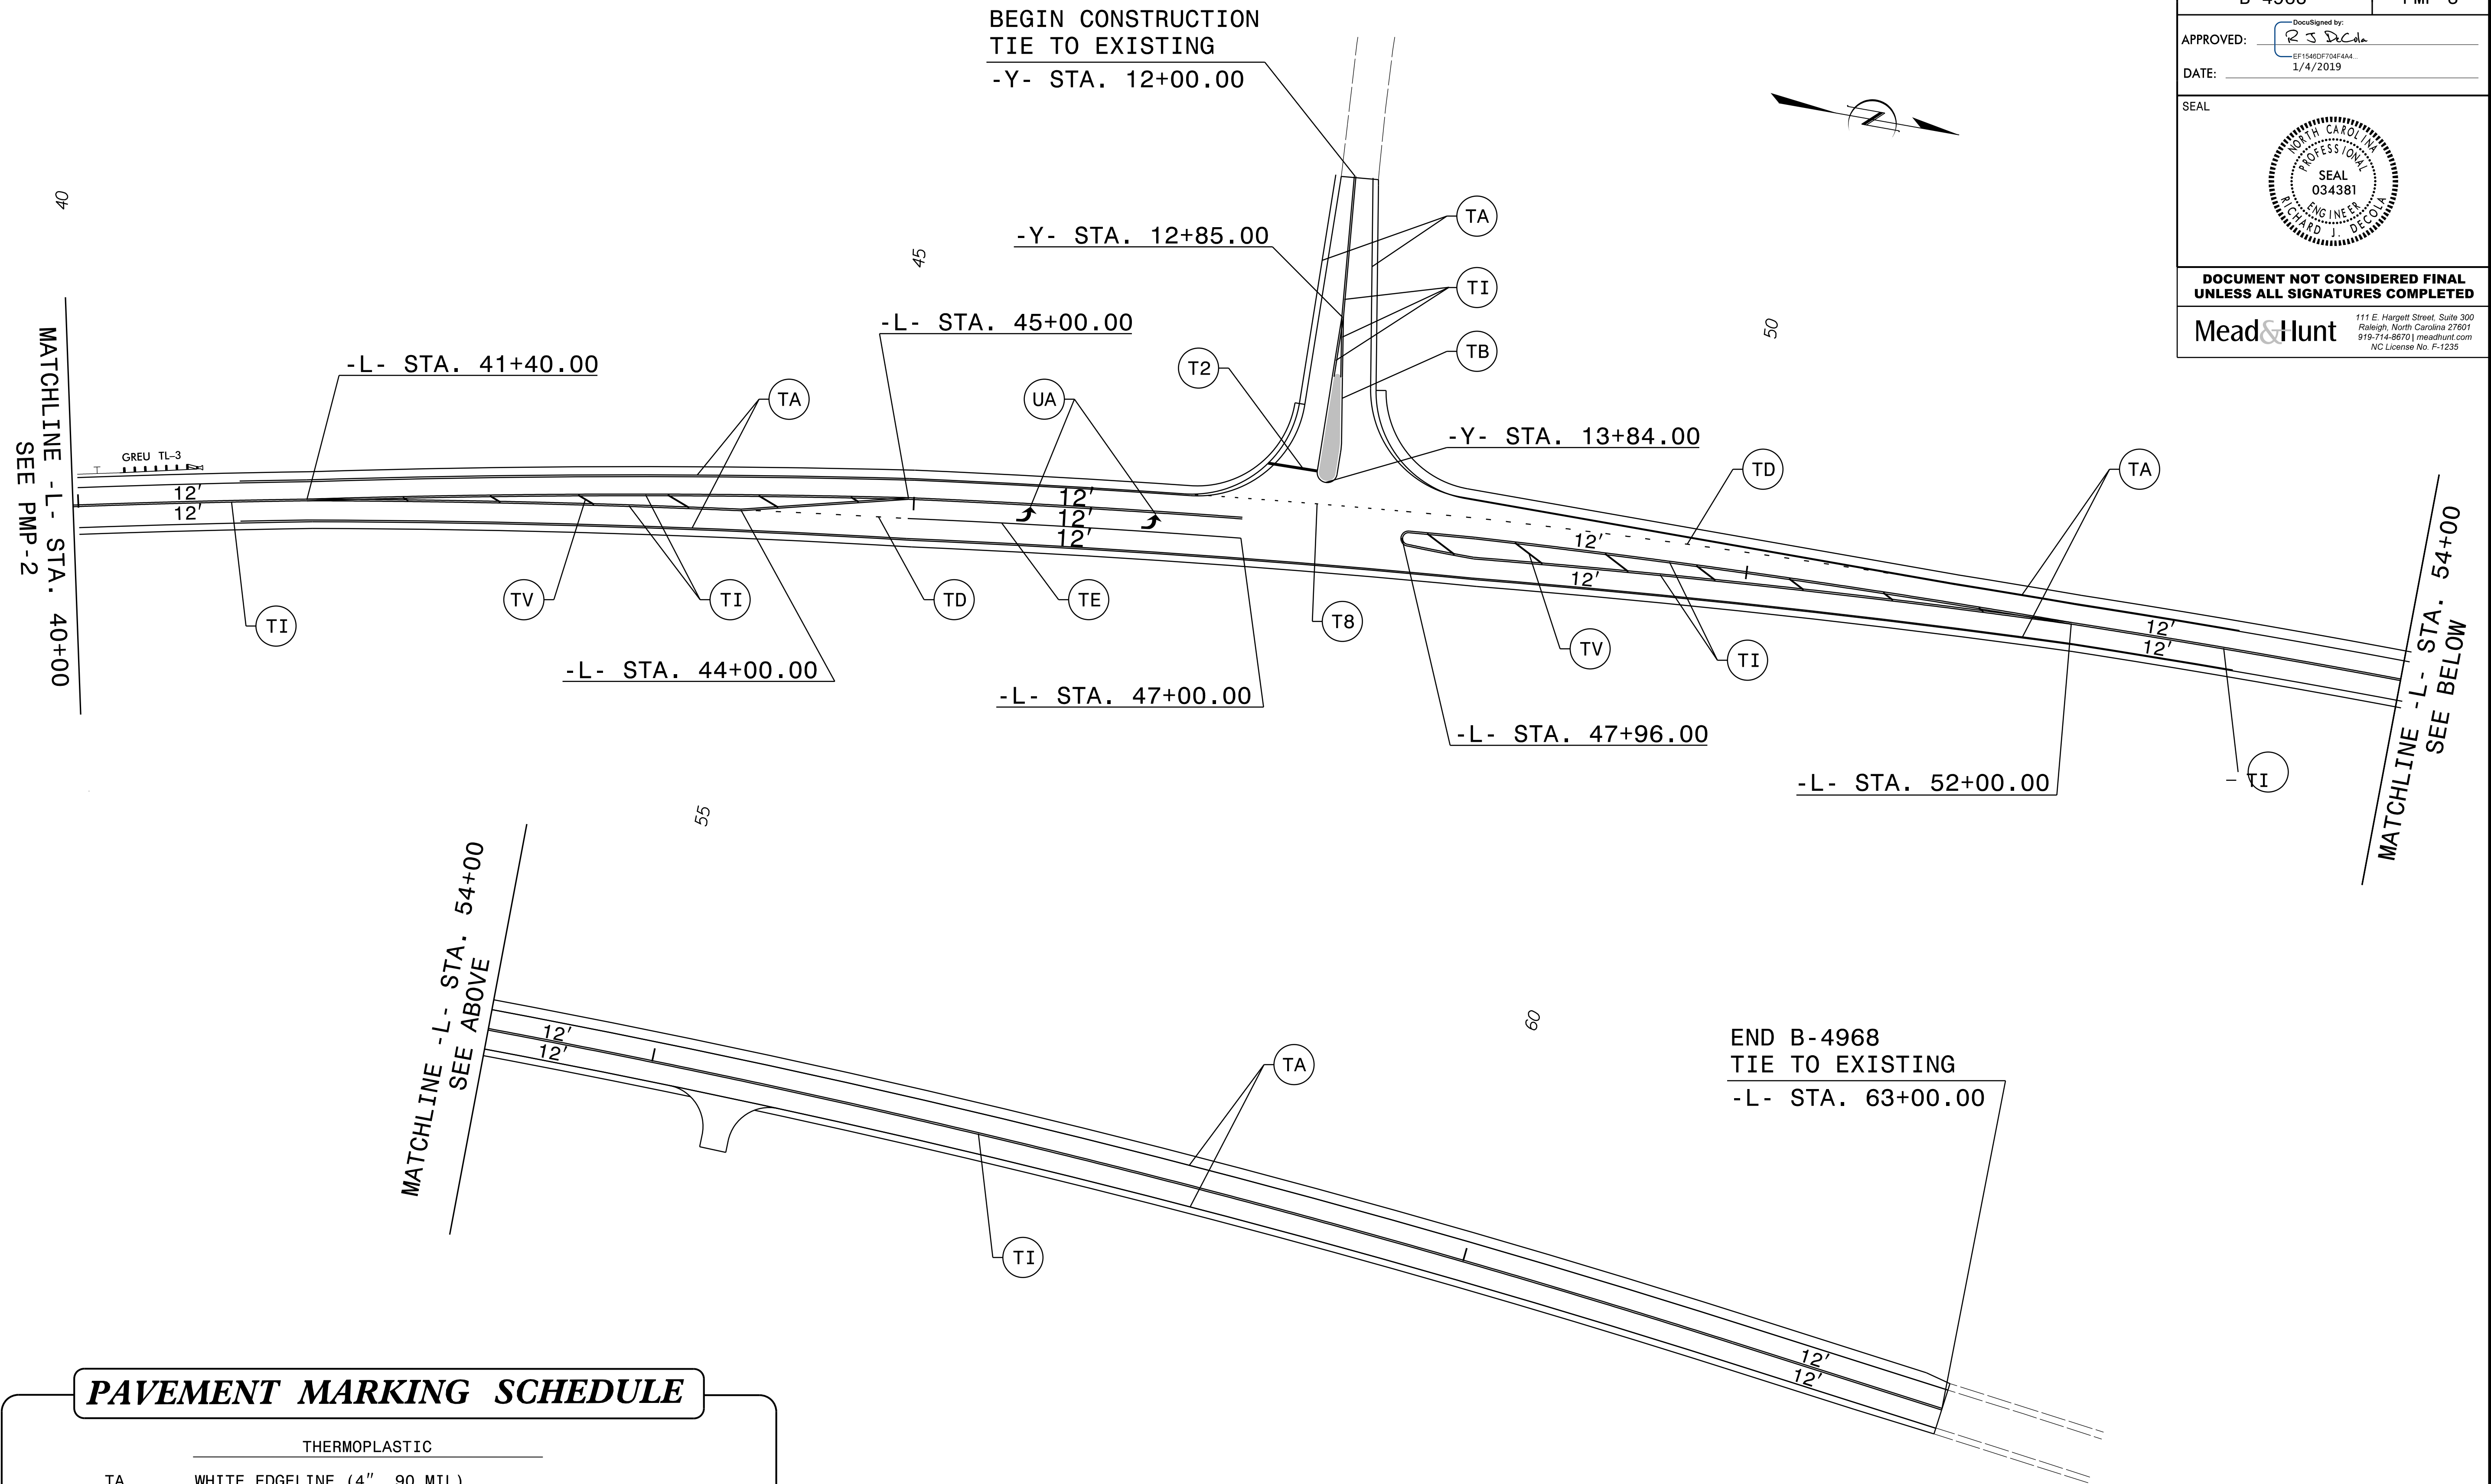 BEGIN CONSTRUCTION
TIE TO EXISTING
-Y- STA. 12+00.00
DocuSigned by:
APPROVED:
R J DeCola
EF1546DF704F4A4...
DATE:
1/4/2019
SEAL
NORTH CAROLINA
PROFESSIONAL
SEAL
034381
ENGINEER
RICHARD J. DECOLA
DOCUMENT NOT CONSIDERED FINAL
UNLESS ALL SIGNATURES COMPLETED
Mead&Hunt
111 E. Hargett Street, Suite 300
Raleigh, North Carolina 27601
919-714-8670 | meadhunt.com
NC License No. F-1235
40
45
50
-Y- STA. 12+85.00
TA
TI
TB
-L- STA. 45+00.00
-L- STA. 41+40.00
TA
UA
T2
-Y- STA. 13+84.00
TD
TA
MATCHLINE -L- STA. 40+00
SEE PMP-2
GREU TL-3
12'
12'
12'
12'
12'
12'
12'
12'
12'
TI
TV
TI
TD
TE
T8
TV
TI
TI
-L- STA. 44+00.00
-L- STA. 47+00.00
-L- STA. 47+96.00
-L- STA. 52+00.00
MATCHLINE -L- STA. 54+00
SEE BELOW
55
60
MATCHLINE -L- STA. 54+00
SEE ABOVE
12'
12'
TA
TI
END B-4968
TIE TO EXISTING
-L- STA. 63+00.00
12'
12'
PAVEMENT MARKING SCHEDULE
THERMOPLASTIC
TA WHITE EDGELINE (4", 90 MIL)